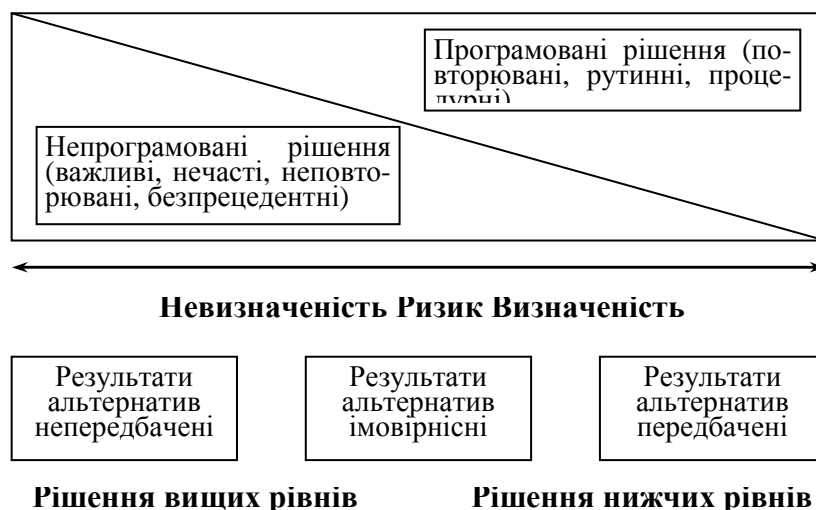 Програмовані рішення (по-
вторювані, рутинні, проце-
дурні)
Непрограмовані рішення
(важливі, нечасті, неповто-
рювані, безпрецедентні)
Невизначеність Ризик Визначеність
Результати
альтернатив
непередбачені
Результати
альтернатив
імовірнісні
Результати
альтернатив
передбачені
Рішення вищих рівнів
Рішення нижчих рівнів